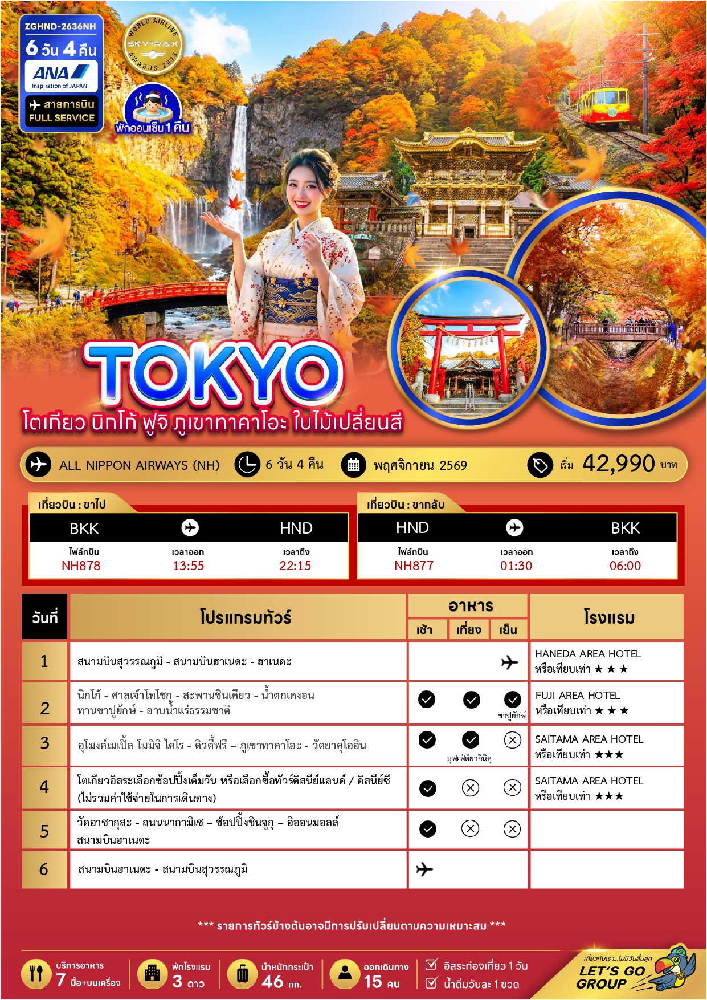 ZGHND-2636NH
6 วัน 4 คืน
ANA
Inspiration of JAPAN
สายการบิน
FULL SERVICE
WORLD AIRLINE
SKYTRAX
AWARDS 2025
พักออนเซ็น 1 คืน
TOKYO
โตเกียว นิกโก้ ฟูจิ ภูเขาทาคาโอะ ใบไม้เปลี่ยนสี
ALL NIPPON AIRWAYS (NH) 6 วัน 4 คืน พฤศจิกายน 2569 เริ่ม 42,990 บาท
เที่ยวบิน : ขาไป
BKK HND
ไฟล์ทบิน เวลาออก เวลาถึง
NH878 13:55 22:15
เที่ยวบิน : ขากลับ
HND BKK
ไฟล์ทบิน เวลาออก เวลาถึง
NH877 01:30 06:00
วันที่ โปรแกรมทัวร์ อาหาร โรงแรม
เช้า เที่ยง เย็น
1 สนามบินสุวรรณภูมิ - สนามบินฮาเนดะ - ฮาเนดะ
HANEDA AREA HOTEL
หรือเทียบเท่า ★ ★ ★
2 นิกโก้ - ศาลเจ้าโทโชกุ - สะพานชินเคียว - น้ำตกเคงอน
ทานขาปูยักษ์ - อาบน้ำแร่ธรรมชาติ
ขาปูยักษ์
FUJI AREA HOTEL
หรือเทียบเท่า ★ ★ ★
3 อุโมงค์เมเปิ้ล โมมิจิ ไคโร - ดิวตี้ฟรี – ภูเขาทาคาโอะ - วัดยาคุโออิน
บุฟเฟ่ต์ยากินิคุ
SAITAMA AREA HOTEL
หรือเทียบเท่า ★★★
4 โตเกียวอิสระเลือกช้อปปิ้งเต็มวัน หรือเลือกซื้อทัวร์ดิสนีย์แลนด์ / ดิสนีย์ซี
(ไม่รวมค่าใช้จ่ายในการเดินทาง)
SAITAMA AREA HOTEL
หรือเทียบเท่า ★★★
5 วัดอาซากุสะ - ถนนนากามิเซ – ช้อปปิ้งชินจูกุ – อิออนมอลล์
สนามบินฮาเนดะ
6 สนามบินฮาเนดะ - สนามบินสุวรรณภูมิ
*** รายการทัวร์ข้างต้นอาจมีการปรับเปลี่ยนตามความเหมาะสม ***
บริการอาหาร
7 มื้อ+บนเครื่อง
พักโรงแรม
3 ดาว
น้ำหนักกระเป๋า
46 กก.
ออกเดินทาง
15 คน
อิสระท่องเที่ยว 1 วัน
น้ำดื่มวันละ 1 ขวด
เที่ยวกับเรา...ไม่มีวันสิ้นสุด
LET'S GO
GROUP